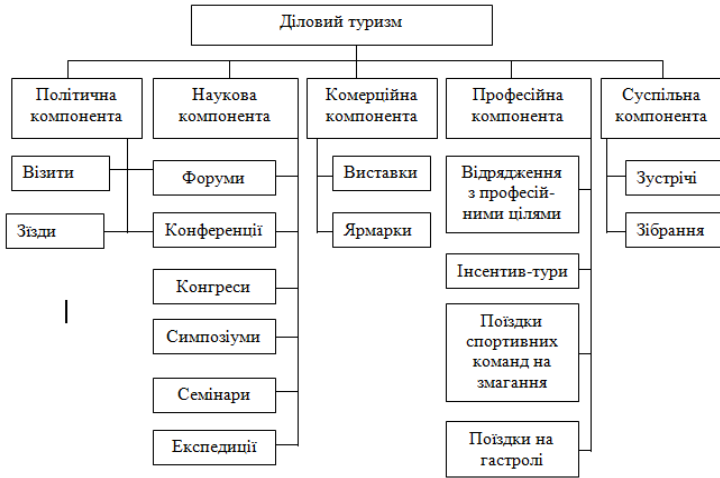 Діловий туризм
Політична
компонента
Наукова
компонента
Комерційна
компонента
Професійна
компонента
Суспільна
компонента
Візити
Зїзди
Форуми
Конференції
Конгреси
Симпозіуми
Семінари
Експедиції
Виставки
Ярмарки
Відрядження
з професій-
ними цілями
Інсентив-тури
Поїздки
спортивних
команд на
змагання
Поїздки на
гастролі
Зустрічі
Зібрання